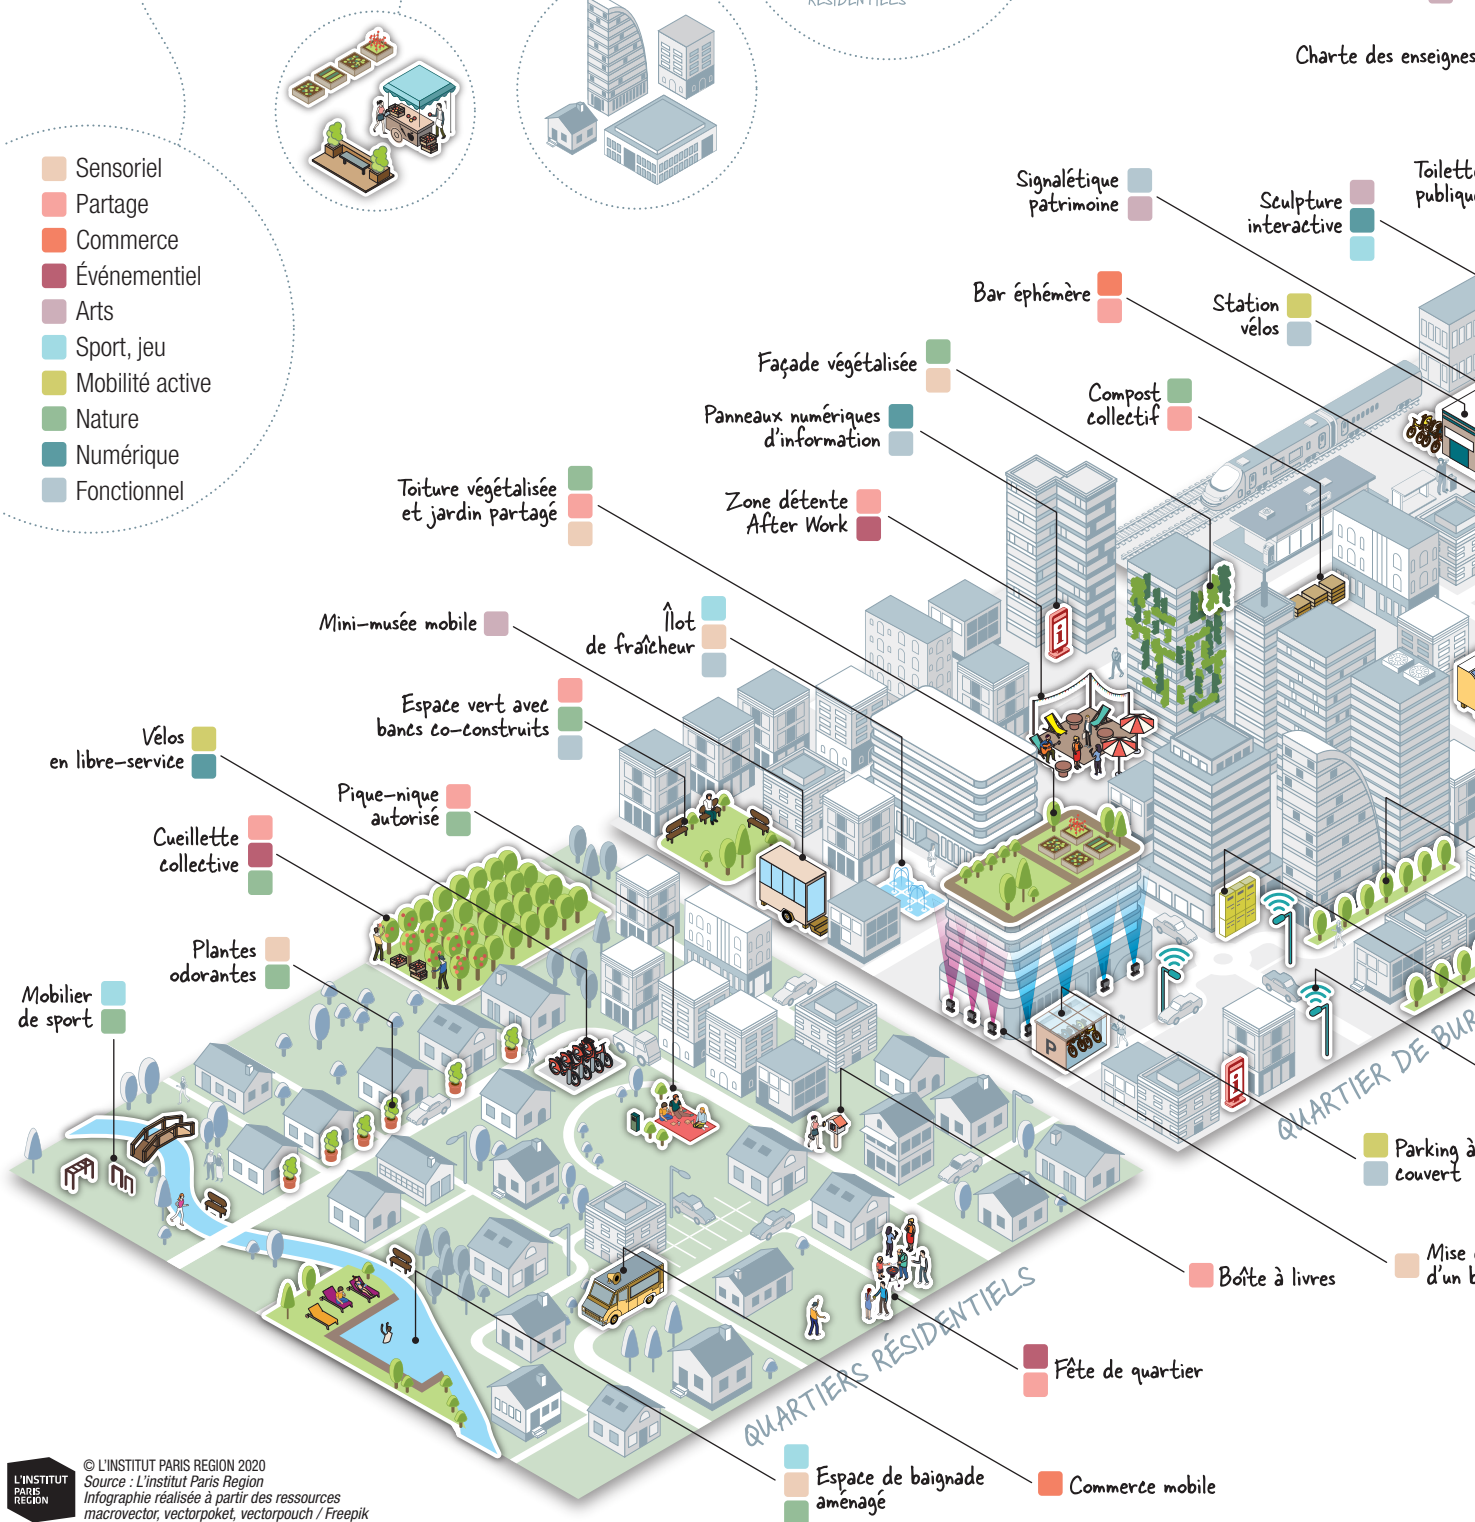 RÉSIDENTIELS
Charte des enseignes
Sensoriel
Partage
Commerce
Événementiel
Arts
Sport, jeu
Mobilité active
Nature
Numérique
Fonctionnel
Signalétique
patrimoine
Sculpture
interactive
Bar éphémère
Station
vélos
Façade végétalisée
Compost
collectif
Panneaux numériques
d'information
Toiture végétalisée
et jardin partagé
Zone détente
After Work
Mini-musée mobile
Îlot
de fraîcheur
Espace vert avec
bancs co-construits
Vélos
en libre-service
Pique-nique
autorisé
Cueillette
collective
Plantes
odorantes
Mobilier
de sport
i
P
i
QUARTIER DE BUR
Parking à
couvert
Mise
d'un b
Boîte à livres
QUARTIERS RÉSIDENTIELS
Fête de quartier
Espace de baignade
aménagé
Commerce mobile
L'INSTITUT
PARIS
REGION
© L'INSTITUT PARIS REGION 2020
Source : L'institut Paris Region
Infographie réalisée à partir des ressources
macrovector, vectorpoket, vectorpouch / Freepik